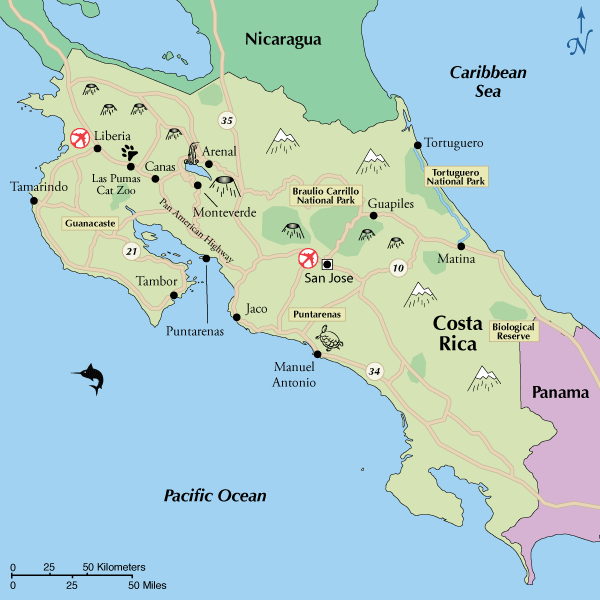 Nicaragua
N
Caribbean
Sea
35
Liberia
Tortuguero
Arenal
Las Pumas
Cat Zoo
Canas
Tortuguero
National Park
Tamarindo
Braulio Carrillo
National Park
Guapiles
Monteverde
Pan American Highway
Guanacaste
21
Matina
San Jose
10
Tambor
Jaco
Puntarenas
Puntarenas
Costa
Rica
Biological
Reserve
Manuel
Antonio
34
Panama
Pacific Ocean
0 25 50 Kilometers
0 25 50 Miles